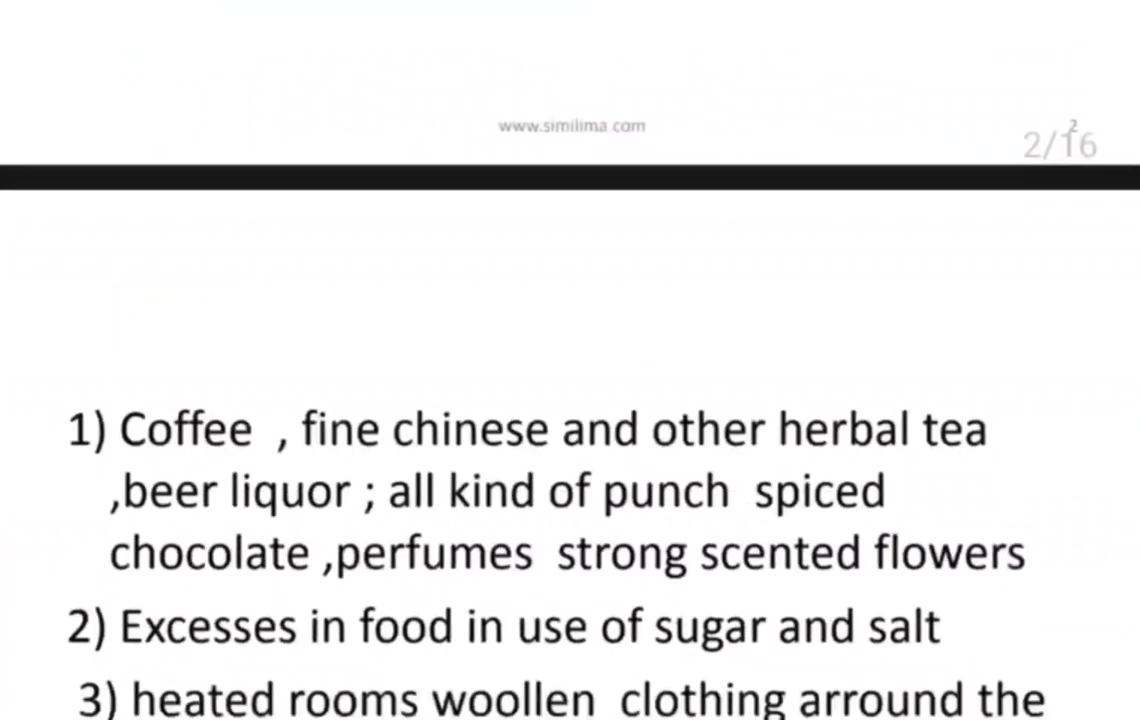 www.similima.com
2
2/16
1) Coffee , fine chinese and other herbal tea
,beer liquor ; all kind of punch spiced
chocolate ,perfumes strong scented flowers
2) Excesses in food in use of sugar and salt
3) heated rooms woollen clothing arround the